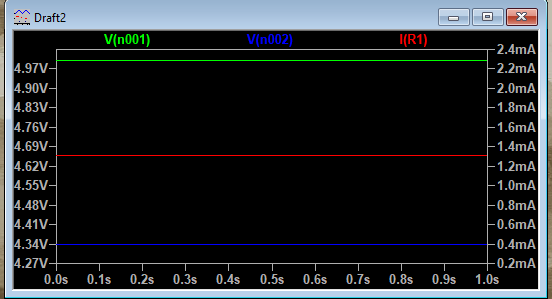 Draft2
V(n001) V(n002) I(R1)
2.4mA
4.97V 2.2mA
4.90V 2.0mA
4.83V 1.8mA
4.76V 1.6mA
4.69V 1.4mA
4.62V 1.2mA
4.55V 1.0mA
4.48V 0.8mA
4.41V 0.6mA
4.34V 0.4mA
4.27V 0.2mA
0.0s 0.1s 0.2s 0.3s 0.4s 0.5s 0.6s 0.7s 0.8s 0.9s 1.0s